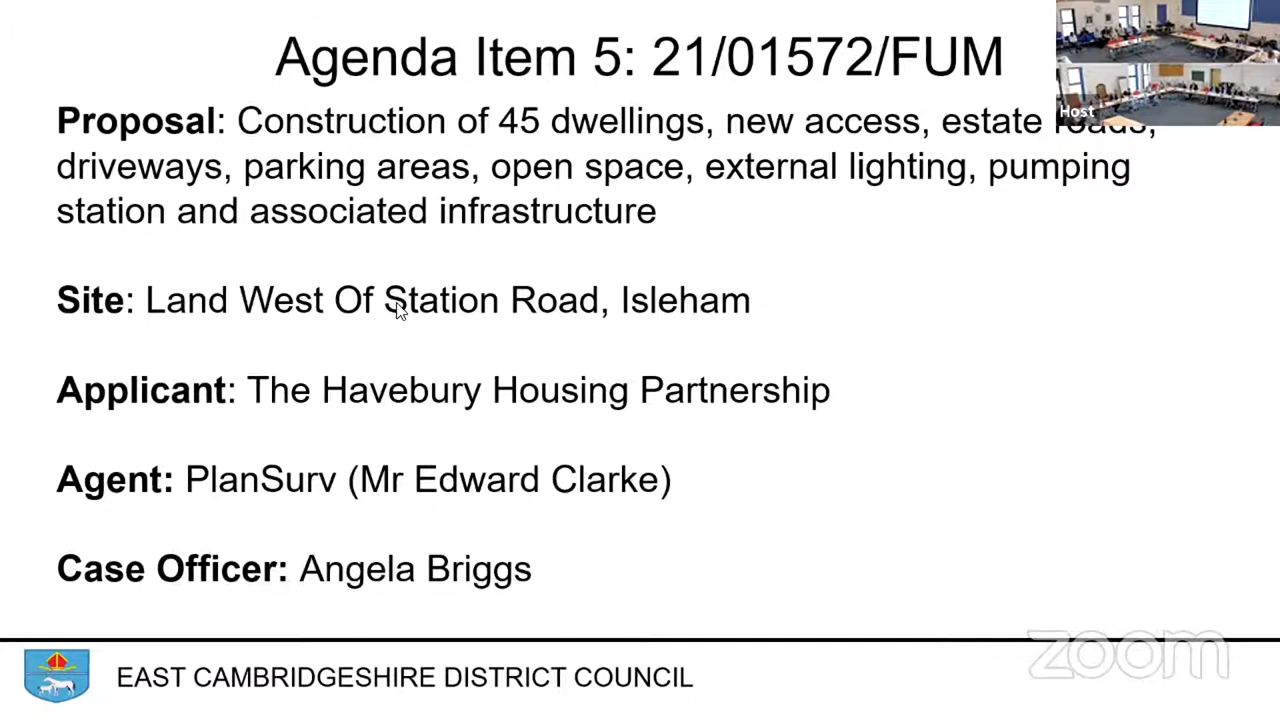 Agenda Item 5: 21/01572/FUM
Proposal: Construction of 45 dwellings, new access, estate roads,
driveways, parking areas, open space, external lighting, pumping
station and associated infrastructure
Site: Land West Of Station Road, Isleham
Applicant: The Havebury Housing Partnership
Agent: PlanSurv (Mr Edward Clarke)
Case Officer: Angela Briggs
EAST CAMBRIDGESHIRE DISTRICT COUNCIL
Host
zoom